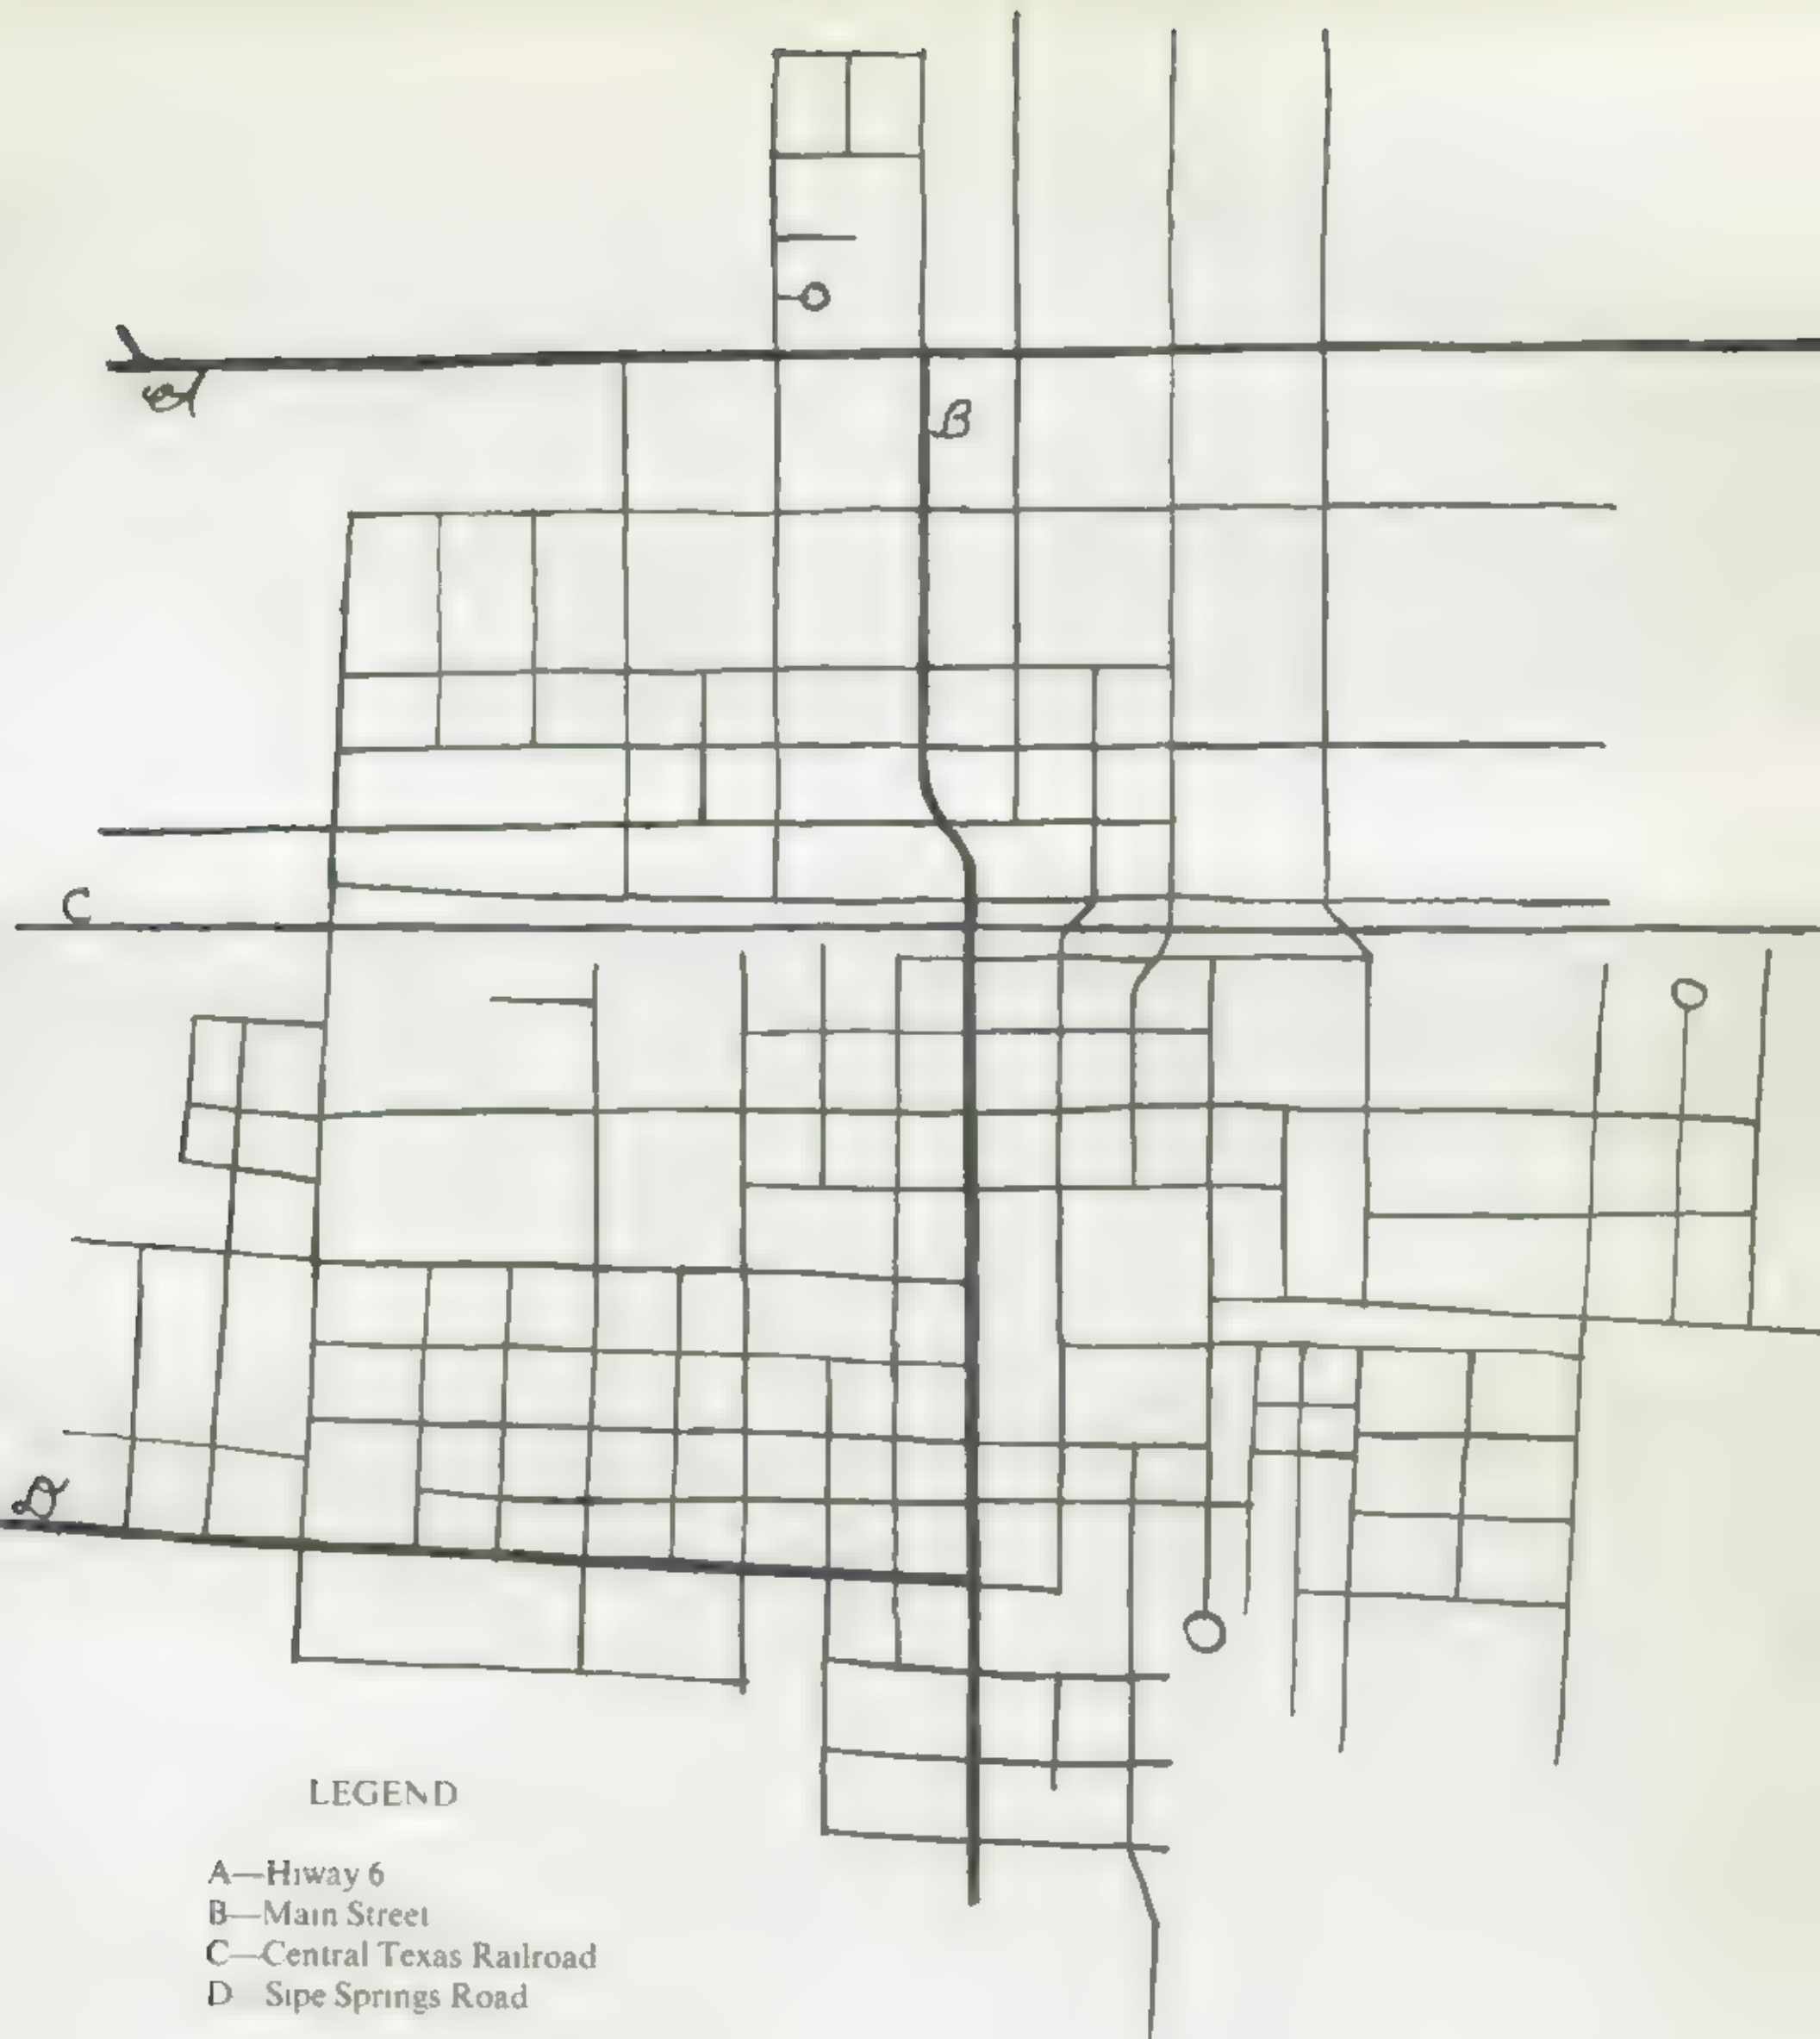 A
B
C
D
LEGEND
A—Hiway 6
B—Main Street
C—Central Texas Railroad
D Sipe Springs Road